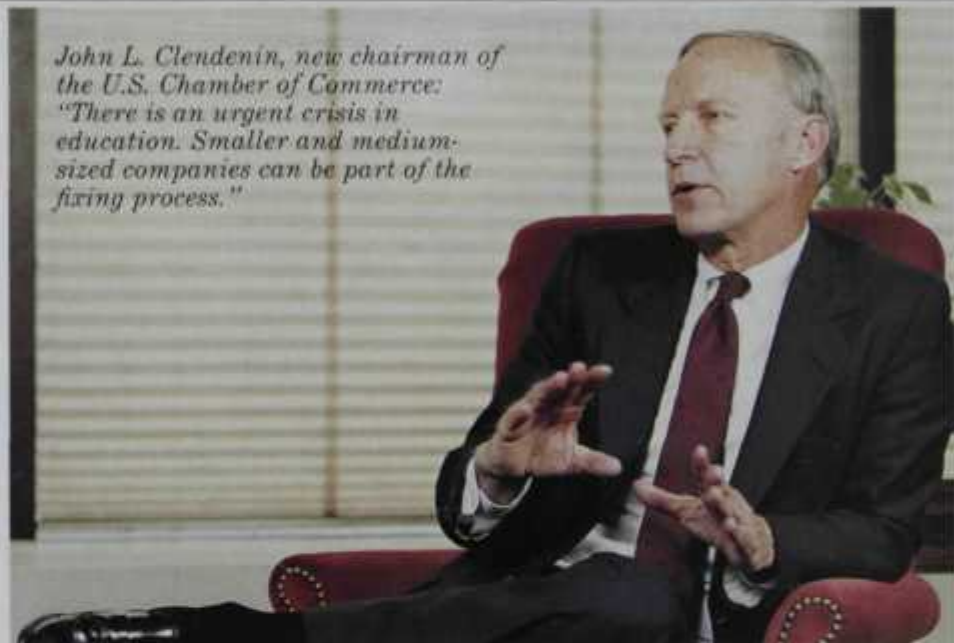 John L. Clendenin, new chairman of
the U.S. Chamber of Commerce:
“There is an urgent crisis in
education. Smaller and medium-
sized companies can be part of the
fixing process.”